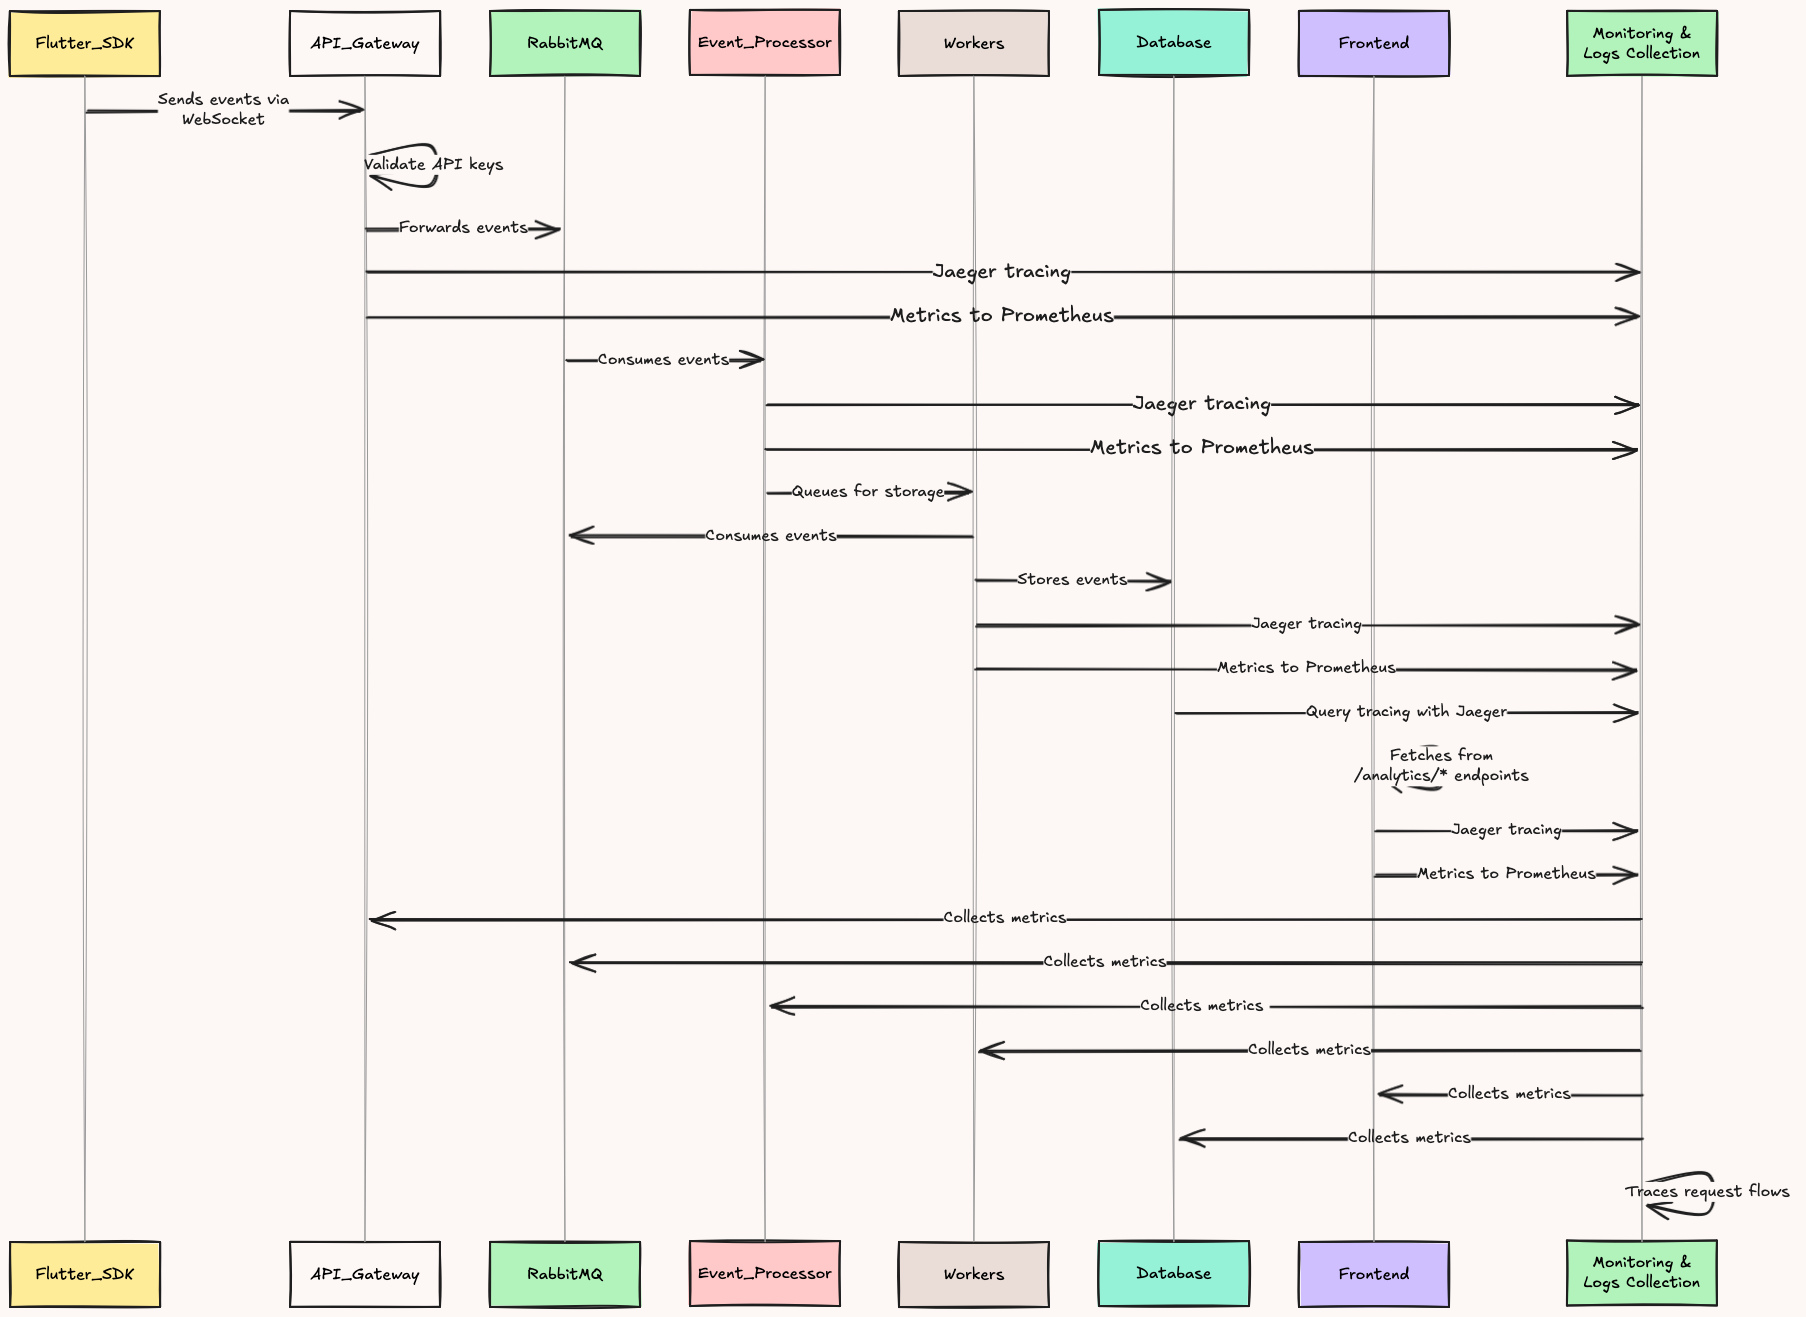 Flutter_SDK
API_Gateway
RabbitMQ
Event_Processor
Workers
Database
Frontend
Monitoring &
Logs Collection
Sends events via
WebSocket
Validate API keys
Forwards events
Jaeger tracing
Metrics to Prometheus
Consumes events
Jaeger tracing
Metrics to Prometheus
Queues for storage
Consumes events
Stores events
Jaeger tracing
Metrics to Prometheus
Query tracing with Jaeger
Fetches from
/analytics/* endpoints
Jaeger tracing
Metrics to Prometheus
Collects metrics
Collects metrics
Collects metrics
Collects metrics
Collects metrics
Collects metrics
Traces request flows
Flutter_SDK
API_Gateway
RabbitMQ
Event_Processor
Workers
Database
Frontend
Monitoring &
Logs Collection